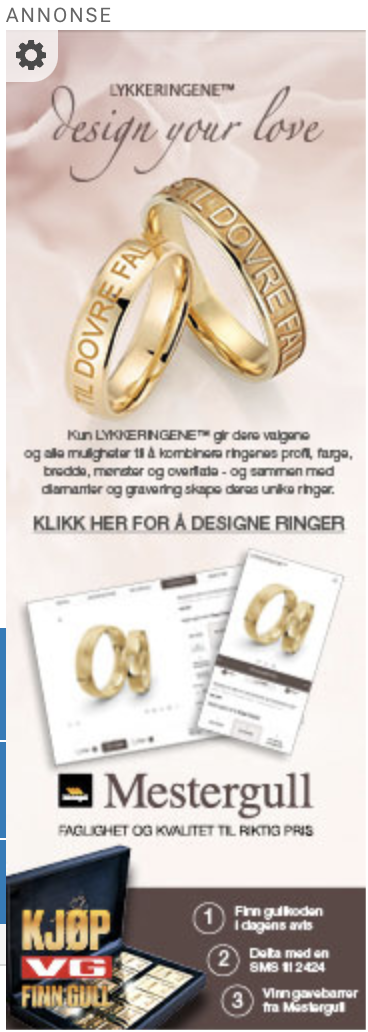 ANNONSE
LYKKERINGENE™
design your love
TIL DOVRE FAL
TIL DOVRE FAL
Kun LYKKERINGENE™ gir dere valgene
og alle muligheter til å kombinere ringenes profil, farge,
bredde, mønster og overflate - og sammen med
diamanter og gravering skape deres unike ringer.
KLIKK HER FOR Å DESIGNE RINGER
Mestergull
FAGLIGHET OG KVALITET TIL RIKTIG PRIS
KJØP
VG
FINN GULL
1 Finn gullkoden
i dagens avis
2 Delta med en
SMS til 2424
3 Vinn gavebarrer
fra Mestergull